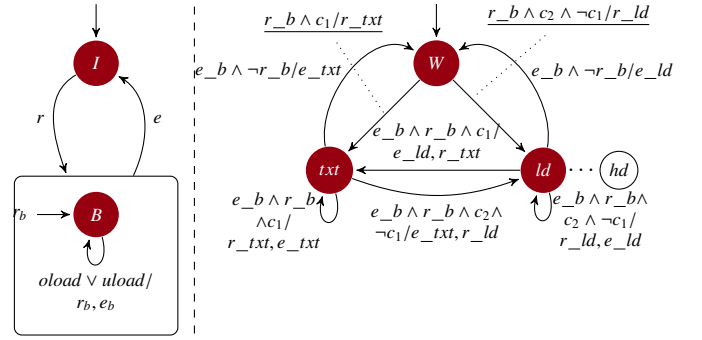 I
r
e
r_b
B
oload ∨ uload/
r_b, e_b
r_b ∧ c_1/r_txt
r_b ∧ c_2 ∧ ¬c_1/r_ld
W
e_b ∧ ¬r_b/e_txt
e_b ∧ ¬r_b/e_ld
e_b ∧ r_b ∧ c_1/
e_ld, r_txt
txt
ld
···
hd
e_b ∧ r_b
∧c_1/
r_txt, e_txt
e_b ∧ r_b ∧ c_2∧
¬c_1/e_txt, r_ld
e_b ∧ r_b∧
c_2 ∧ ¬c_1/
r_ld, e_ld